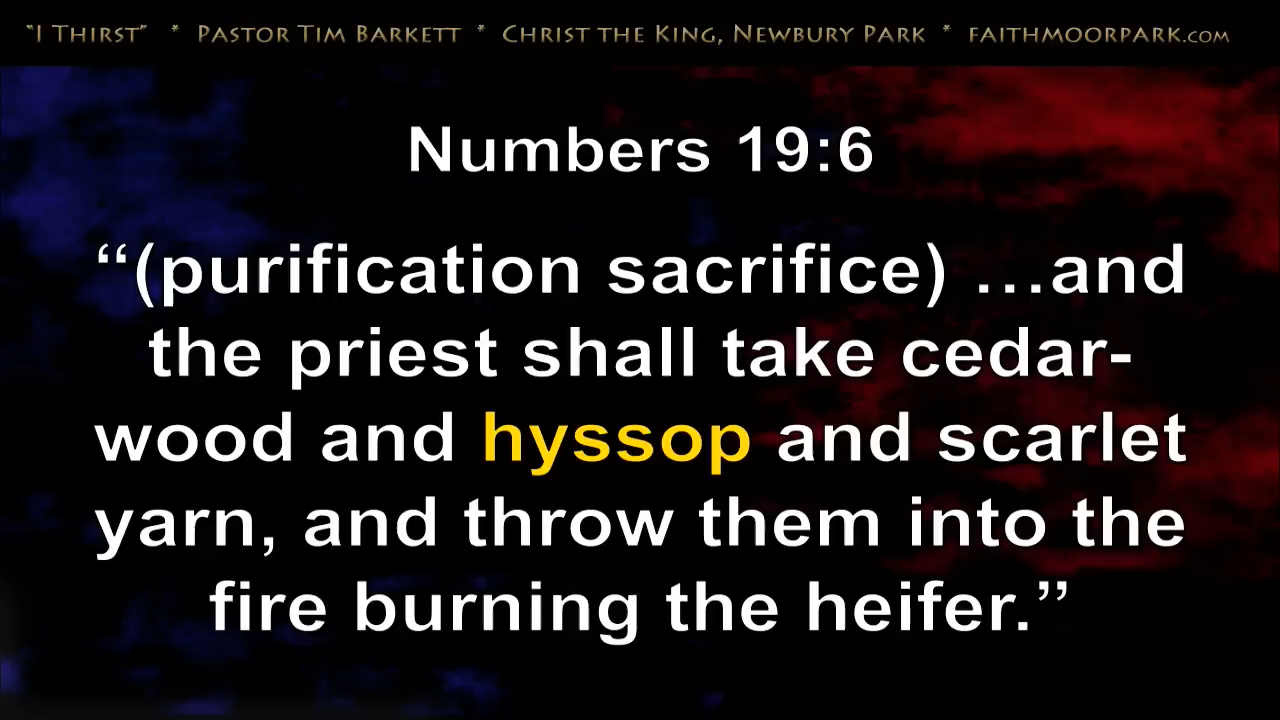 "I Thirst" * Pastor Tim Barkett * Christ the King, Newbury Park * faithmoorpark.com
Numbers 19:6
“(purification sacrifice) …and
the priest shall take cedar-
wood and hyssop and scarlet
yarn, and throw them into the
fire burning the heifer.”